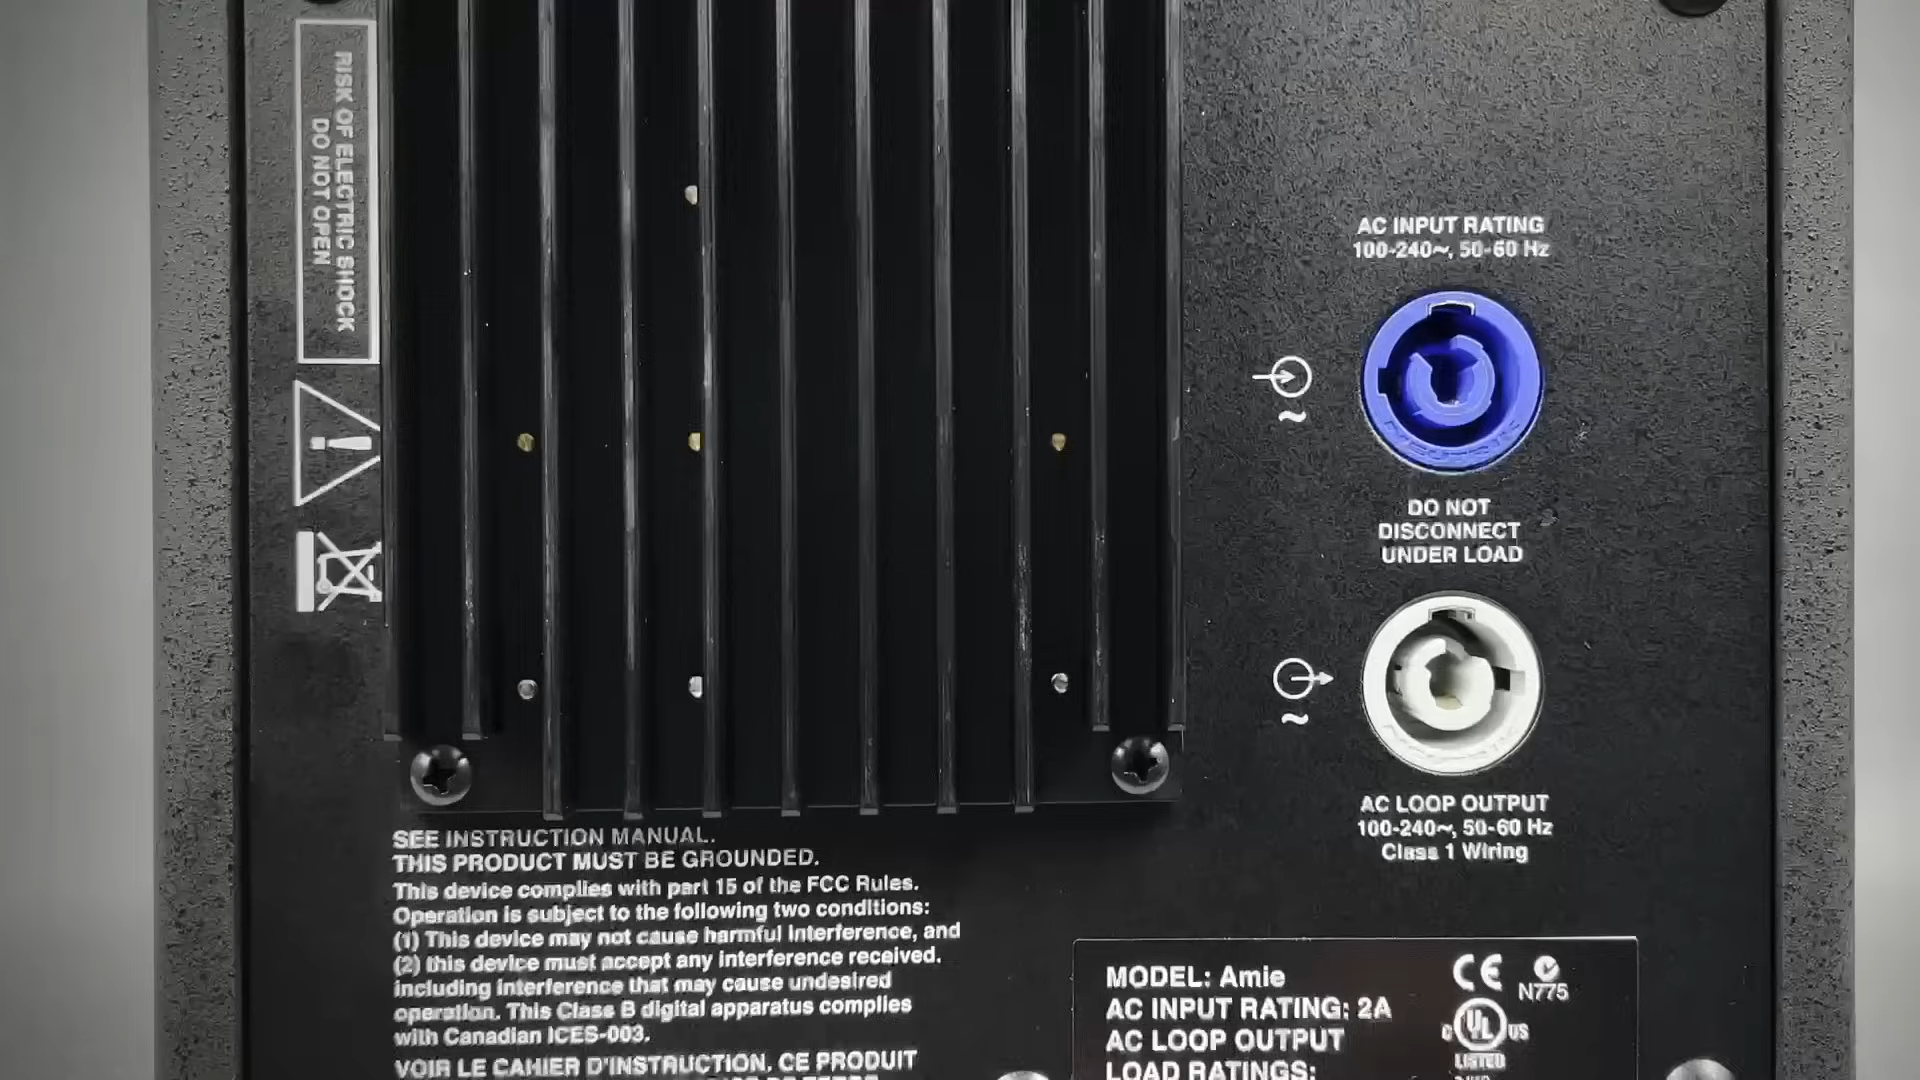 RISK OF ELECTRIC SHOCK
DO NOT OPEN
AC INPUT RATING
100-240~, 50-60 Hz
DO NOT
DISCONNECT
UNDER LOAD
AC LOOP OUTPUT
100-240~, 50-60 Hz
Class 1 Wiring
SEE INSTRUCTION MANUAL.
THIS PRODUCT MUST BE GROUNDED.
This device complies with part 15 of the FCC Rules.
Operation is subject to the following two conditions:
(1) This device may not cause harmful interference, and
(2) this device must accept any interference received.
including interference that may cause undesired
operation. This Class B digital apparatus complies
with Canadian ICES-003.
VOIR LE CAHIER D'INSTRUCTION. CE PRODUIT
MODEL: Amie
AC INPUT RATING: 2A
AC LOOP OUTPUT
LOAD RATINGS:
CE
N775
C UL US
LISTED